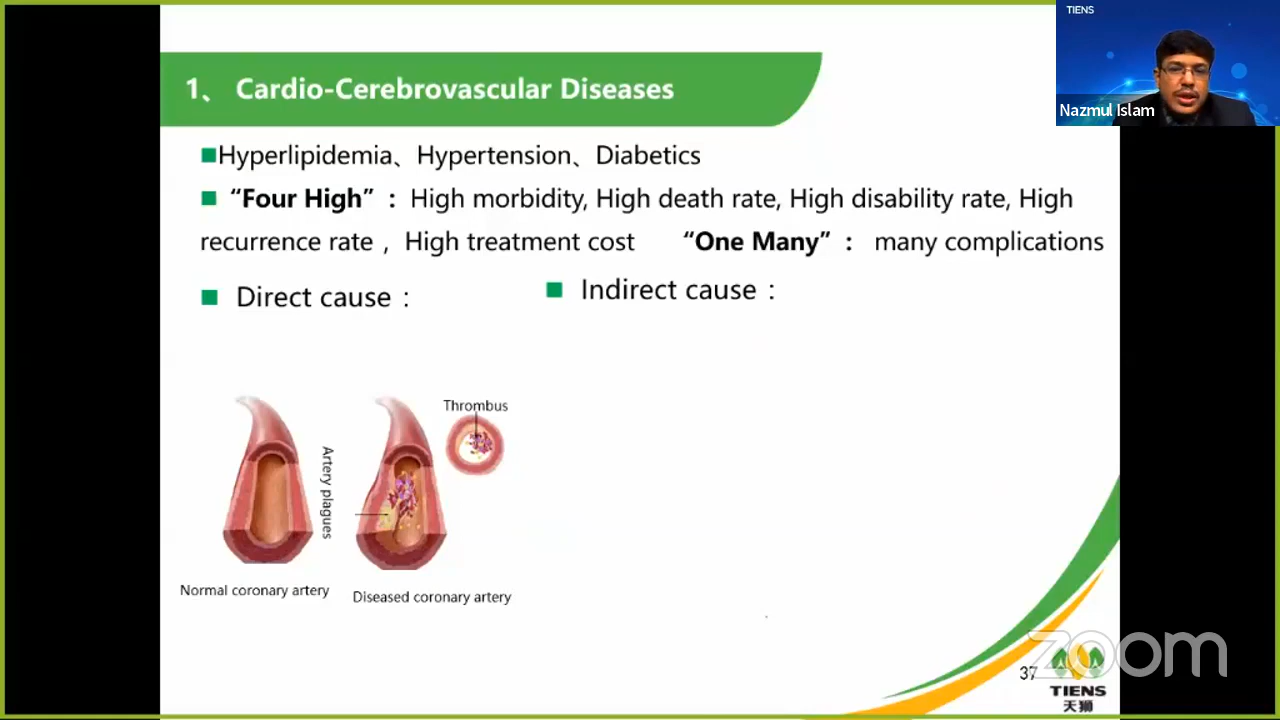 TIENS
Nazmul Islam
1、 Cardio-Cerebrovascular Diseases
Hyperlipidemia、Hypertension、Diabetics
“Four High” : High morbidity, High death rate, High disability rate, High
recurrence rate , High treatment cost “One Many” : many complications
Direct cause :
Indirect cause :
Thrombus
Artery plagues
Normal coronary artery
Diseased coronary artery
37
zoom
TIENS
天狮